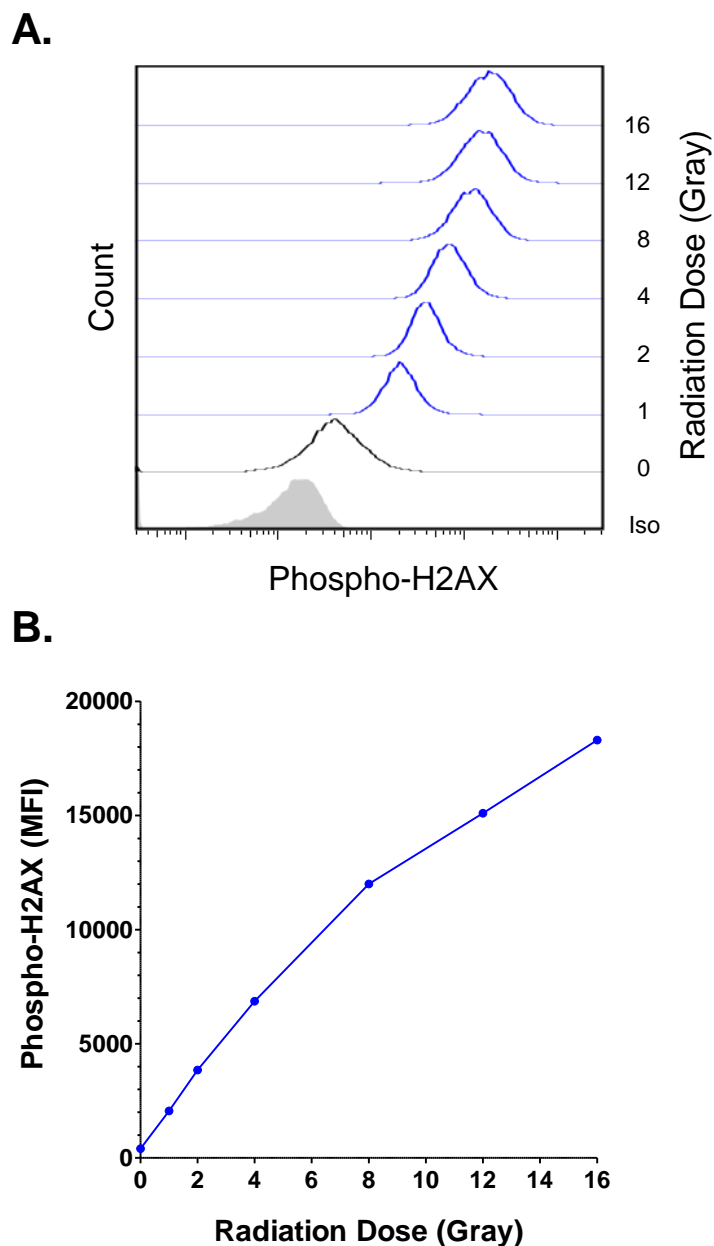 A.
16
12
8
4
2
1
0
Iso
Count
Radiation Dose (Gray)
Phospho-H2AX
B.
20000
15000
10000
5000
0
Phospho-H2AX (MFI)
0 2 4 6 8 10 12 14 16
Radiation Dose (Gray)